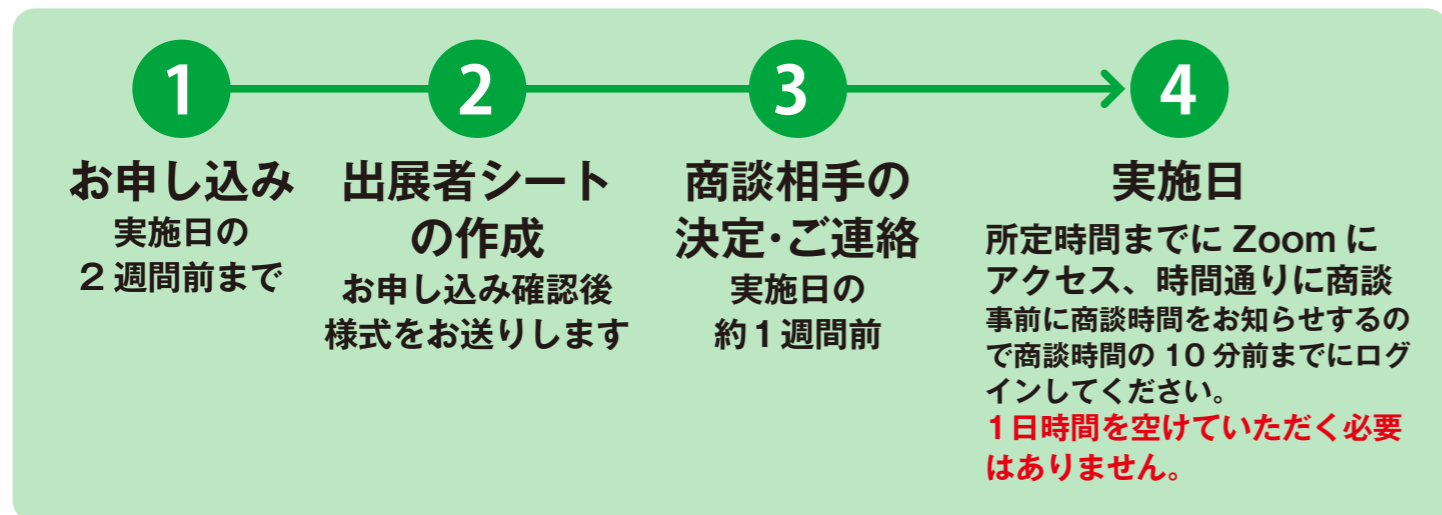 1
お申し込み
実施日の
2週間前まで
2
出展者シート
の作成
お申し込み確認後
様式をお送りします
3
商談相手の
決定･ご連絡
実施日の
約1週間前
4
実施日
所定時間までに Zoom に
アクセス、時間通りに商談
事前に商談時間をお知らせするの
で商談時間の 10 分前までにログ
インしてください。
1日時間を空けていただく必要
はありません。